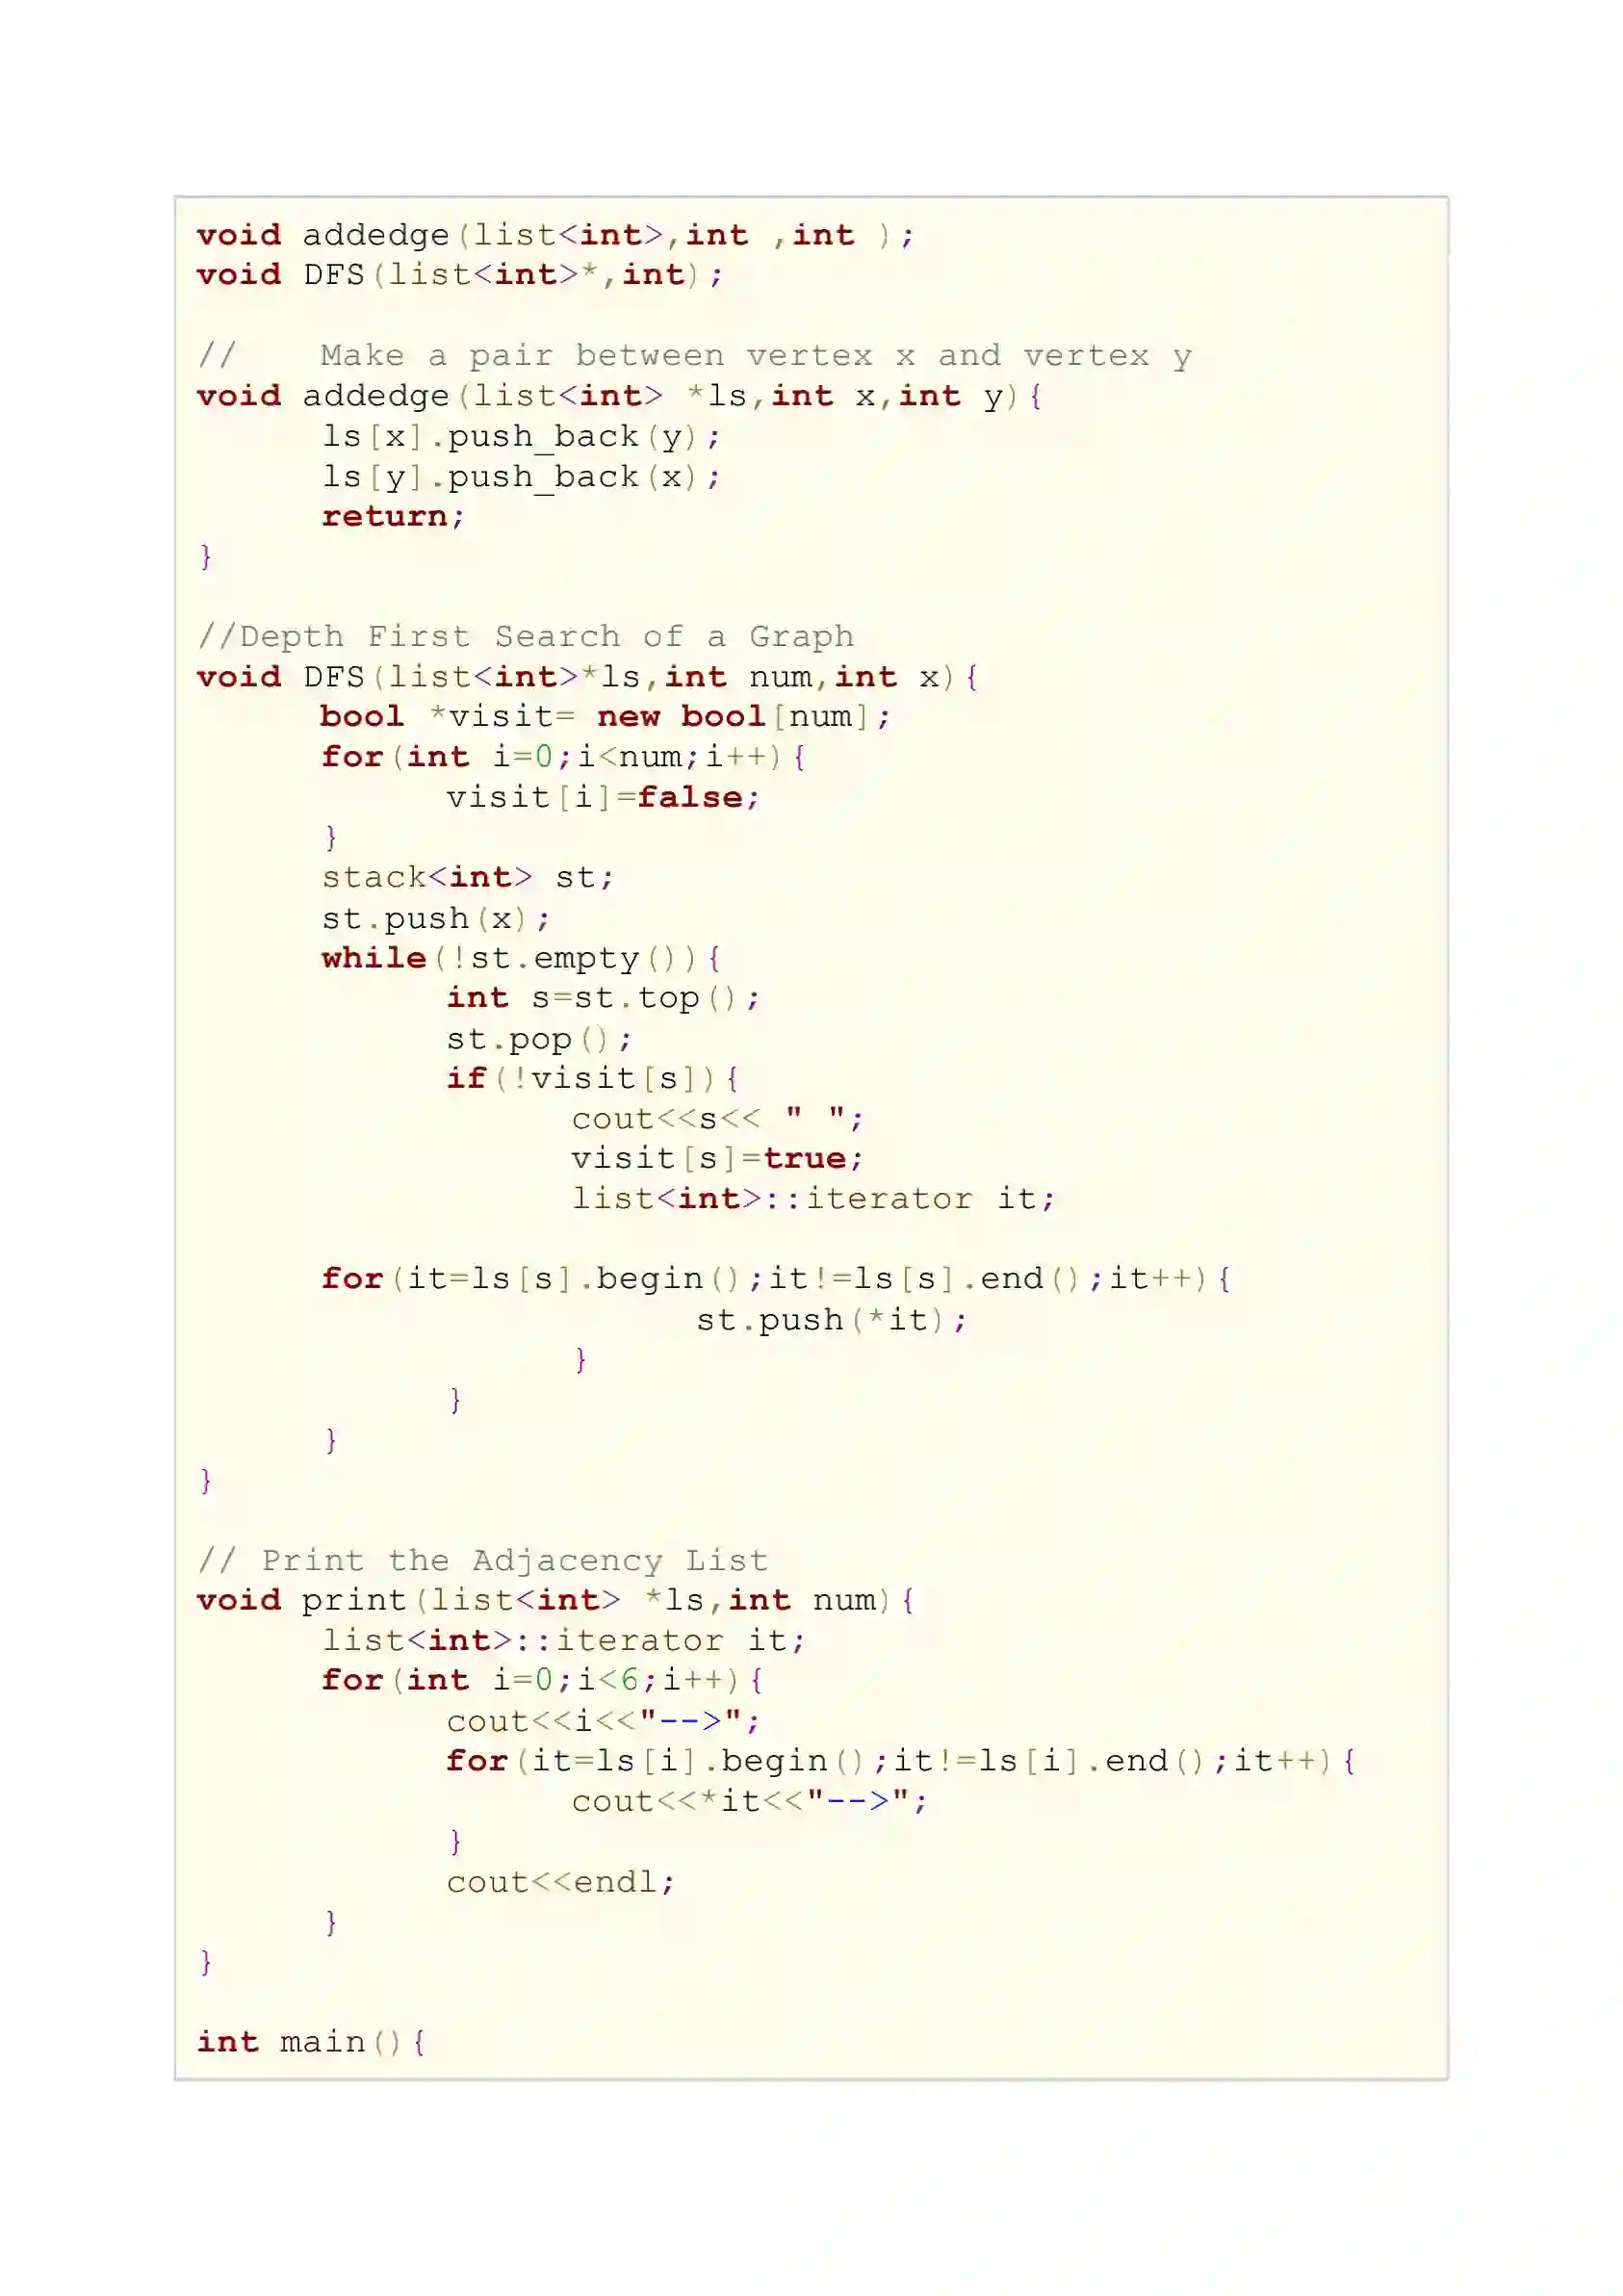 void addedge(list<int>,int ,int );
void DFS(list<int>*,int);
//    Make a pair between vertex x and vertex y
void addedge(list<int> *ls,int x,int y){
ls[x].push_back(y);
ls[y].push_back(x);
return;
}
//Depth First Search of a Graph
void DFS(list<int>*ls,int num,int x){
bool *visit= new bool[num];
for(int i=0;i<num;i++){
visit[i]=false;
}
stack<int> st;
st.push(x);
while(!st.empty()){
int s=st.top();
st.pop();
if(!visit[s]){
cout<<s<< " ";
visit[s]=true;
list<int>::iterator it;
for(it=ls[s].begin();it!=ls[s].end();it++){
st.push(*it);
}
}
}
}
// Print the Adjacency List
void print(list<int> *ls,int num){
list<int>::iterator it;
for(int i=0;i<6;i++){
cout<<i<<"-->";
for(it=ls[i].begin();it!=ls[i].end();it++){
cout<<*it<<"-->";
}
cout<<endl;
}
}
int main(){